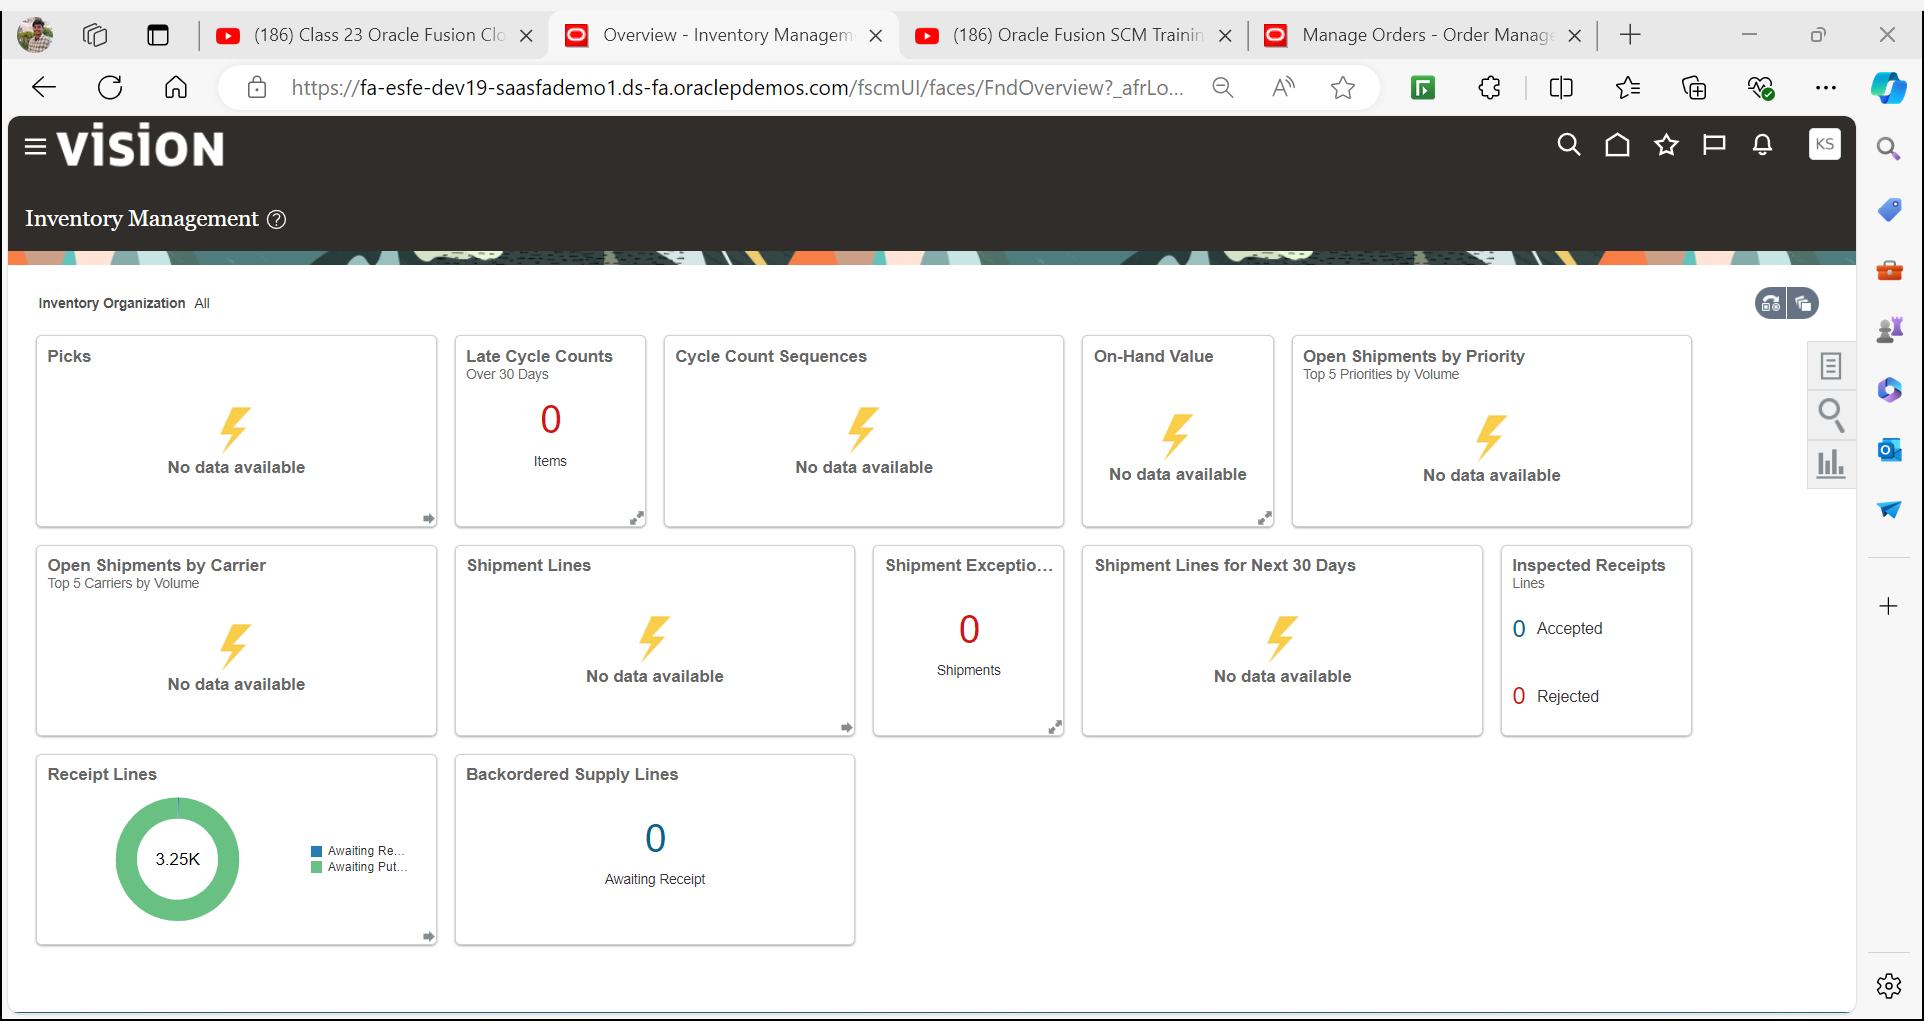 (186) Class 23 Oracle Fusion Clo
Overview - Inventory Managem
(186) Oracle Fusion SCM Trainin
Manage Orders - Order Manage
https://fa-esfe-dev19-saasfademo1.ds-fa.oraclepdemos.com/fscmUI/faces/FndOverview?_afrLo...
VISION
KS
Inventory Management
Inventory Organization All
Picks
No data available
Late Cycle Counts
Over 30 Days
0
Items
Cycle Count Sequences
No data available
On-Hand Value
No data available
Open Shipments by Priority
Top 5 Priorities by Volume
No data available
Open Shipments by Carrier
Top 5 Carriers by Volume
No data available
Shipment Lines
No data available
Shipment Exceptio...
0
Shipments
Shipment Lines for Next 30 Days
No data available
Inspected Receipts
Lines
0 Accepted
0 Rejected
Receipt Lines
3.25K
Awaiting Re...
Awaiting Put...
Backordered Supply Lines
0
Awaiting Receipt